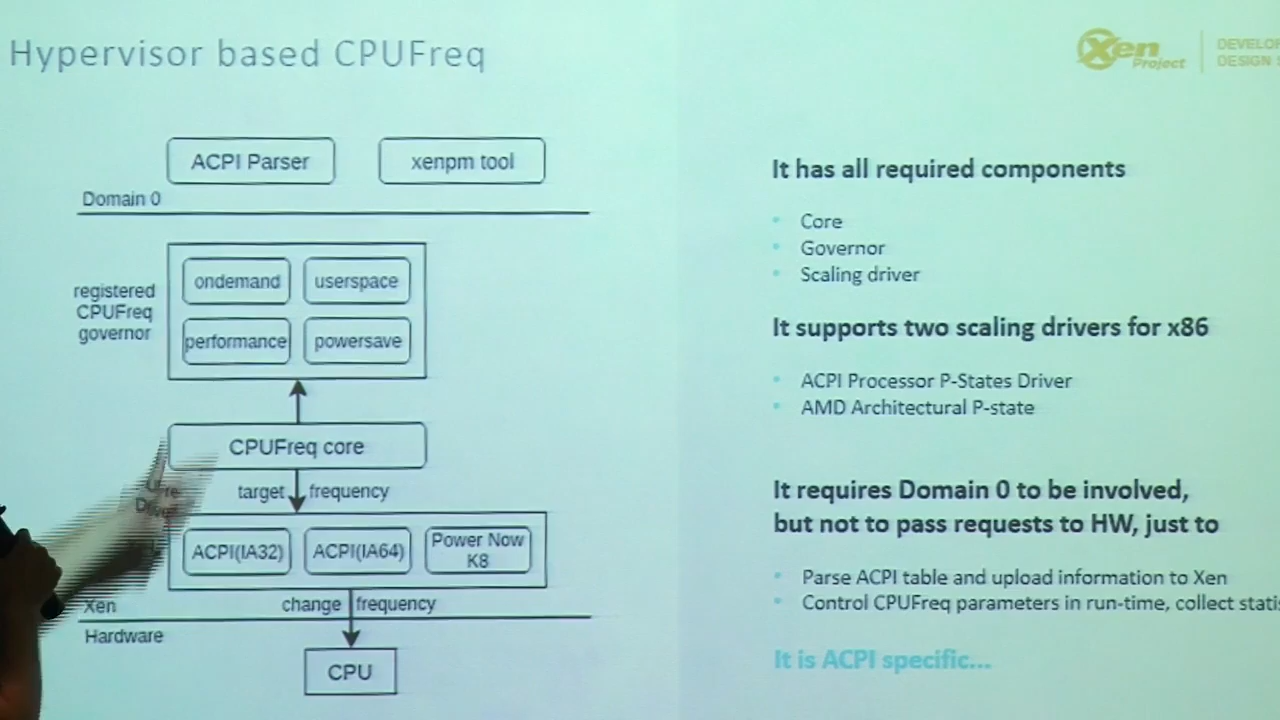 Hypervisor based CPUFreq
Xen
Project
ACPI Parser
xenpm tool
Domain 0
registered
CPUFreq
governor
ondemand
userspace
performance
powersave
CPUFreq core
target frequency
ACPI(IA32)
ACPI(IA64)
Power Now
K8
Xen
change frequency
Hardware
CPU
It has all required components
Core
Governor
Scaling driver
It supports two scaling drivers for x86
ACPI Processor P-States Driver
AMD Architectural P-state
It requires Domain 0 to be involved,
but not to pass requests to HW, just to
Parse ACPI table and upload information to Xen
Control CPUFreq parameters in run-time, collect
It is ACPI specific...